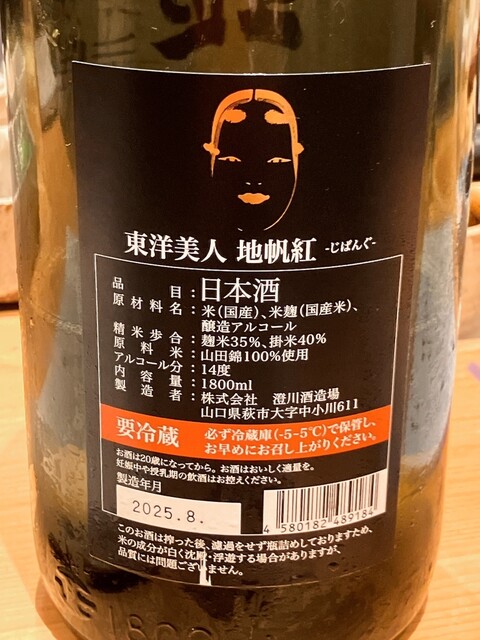 東洋美人 地帆紅 -じぱんぐ-
品目:日本酒
原材料名:米(国産)、米麹(国産米)、
醸造アルコール
精米歩合:麹米35%、掛米40%
原料米:山田錦100%使用
アルコール分:14度
内容量:1800ml
製造者:株式会社 澄川酒造場
山口県萩市大字中小川611
要冷蔵
必ず冷蔵庫(-5-5℃)で保管し、
お早めにお召し上がりください。
お酒は20歳になってから。お酒はおいしく適量を。
妊娠中や授乳期の飲酒はお控えください。
製造年月
2025.8.
4580182489184
このお酒は搾った後、濾過をせず瓶詰めしておりますため、
米の成分が白く沈殿・浮遊する場合がありますが、
品質には問題ございません。